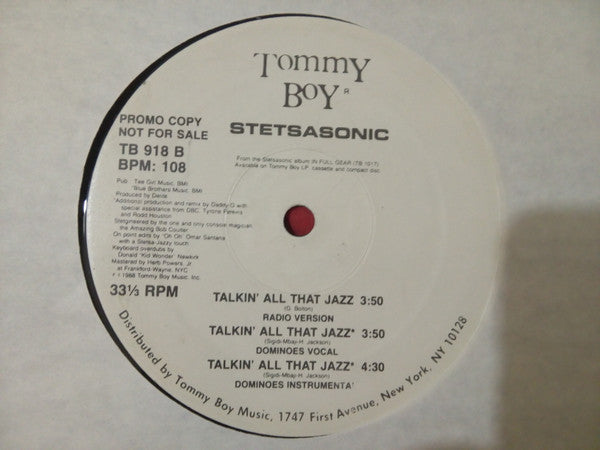 TOMMY
BOY R
STETSASONIC
PROMO COPY
NOT FOR SALE
TB 918 B
BPM: 108
From the Stetsasonic album IN FULL GEAR (TB 1017)
Available on Tommy Boy LP, cassette and compact disc
Pub.: Tee Girl Music, BMI
*Blue Brothers Music, BMI
Produced by
*Additional production and remix by Daddy-O with
special assistance from DBC, Tyrone Perkins
and Rodd Houston
Stetgineered by the one and only console magician
the Amazing Bob Coulter
On point edits by "Oh Oh" Omar Santana
with a Stetsa-Jazzy touch
Keyboard overdubs by
Donald "Kid Wonder" Newkirk
Mastered by Herb Powers, Jr.
at Frankford-Wayne, NYC
1988 Tommy Boy Music, Inc.
33⅓ RPM
TALKIN' ALL THAT JAZZ 3:50
(G. Bolton)
RADIO VERSION
TALKIN' ALL THAT JAZZ* 3:50
(Sigidi-Mbay-H. Jackson)
DOMINOES VOCAL
TALKIN' ALL THAT JAZZ* 4:30
(Sigidi-Mbay-H. Jackson)
DOMINOES INSTRUMENTA
Distributed by Tommy Boy Music, 1747 First Avenue, New York, NY 10128